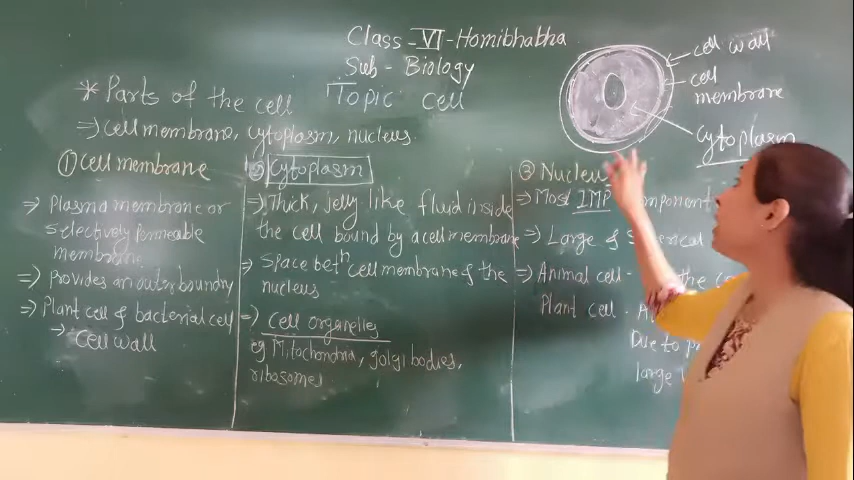 Class - VI - Homibhabha
Sub - Biology
Topic Cell
* Parts of the cell
⇒ cell membrane, cytoplasm, nucleus.
cell wall
cell
membrane
cytoplasm
① Cell membrane
⇒ Plasma membrane or
selectively permeable
membrane
⇒ Provides an outer boundry
⇒ Plant cell & bacterial cell
→ Cell wall
② Cytoplasm
⇒ Thick, jelly like fluid inside
the cell bound by a cell membrane
⇒ Space betn cell membrane & the
nucleus
⇒ Cell organelles
eg Mitochondria, golgi bodies,
ribosomes
③ Nucleus
⇒ Most IMP
⇒ Large &
⇒ Animal cell - the
Plant cell -
Due to
large